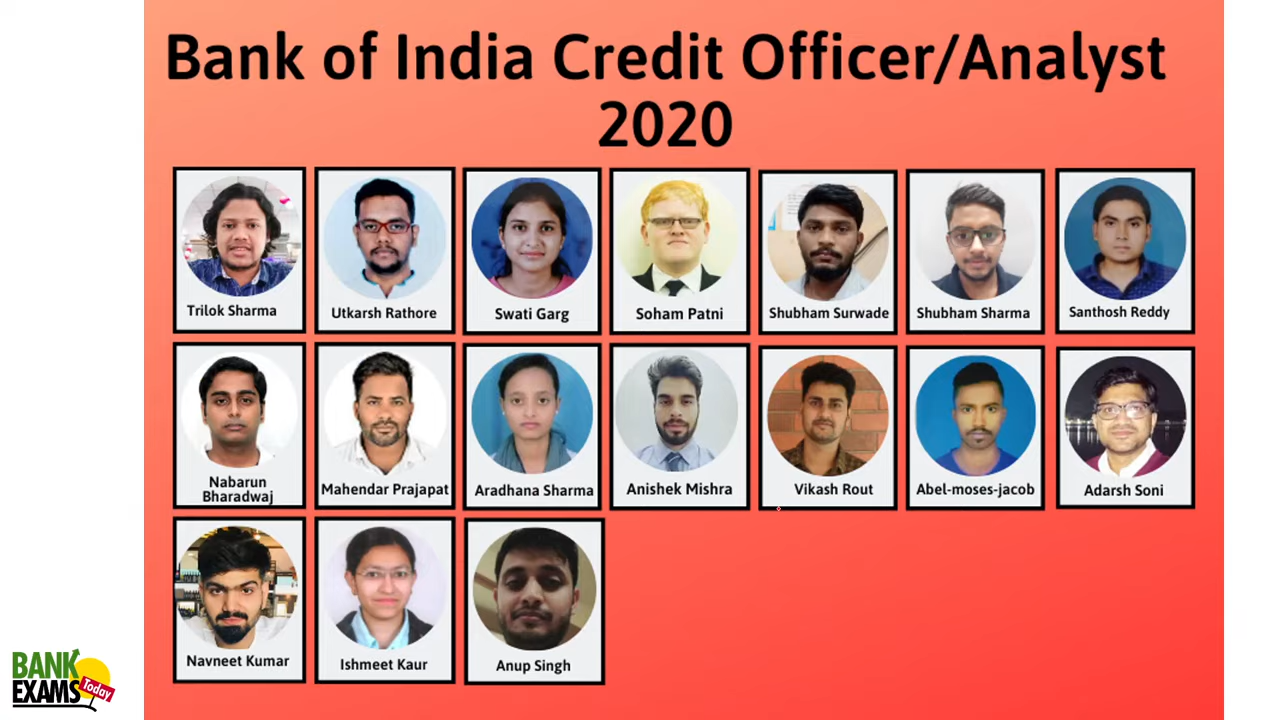 Bank of India Credit Officer/Analyst
2020
Trilok Sharma
Utkarsh Rathore
Swati Garg
Soham Patni
Shubham Surwade
Shubham Sharma
Santhosh Reddy
Nabarun
Bharadwaj
Mahendar Prajapat
Aradhana Sharma
Anishek Mishra
Vikash Rout
Abel-moses-jacob
Adarsh Soni
Navneet Kumar
Ishmeet Kaur
Anup Singh
BANK
EXAMS
Today